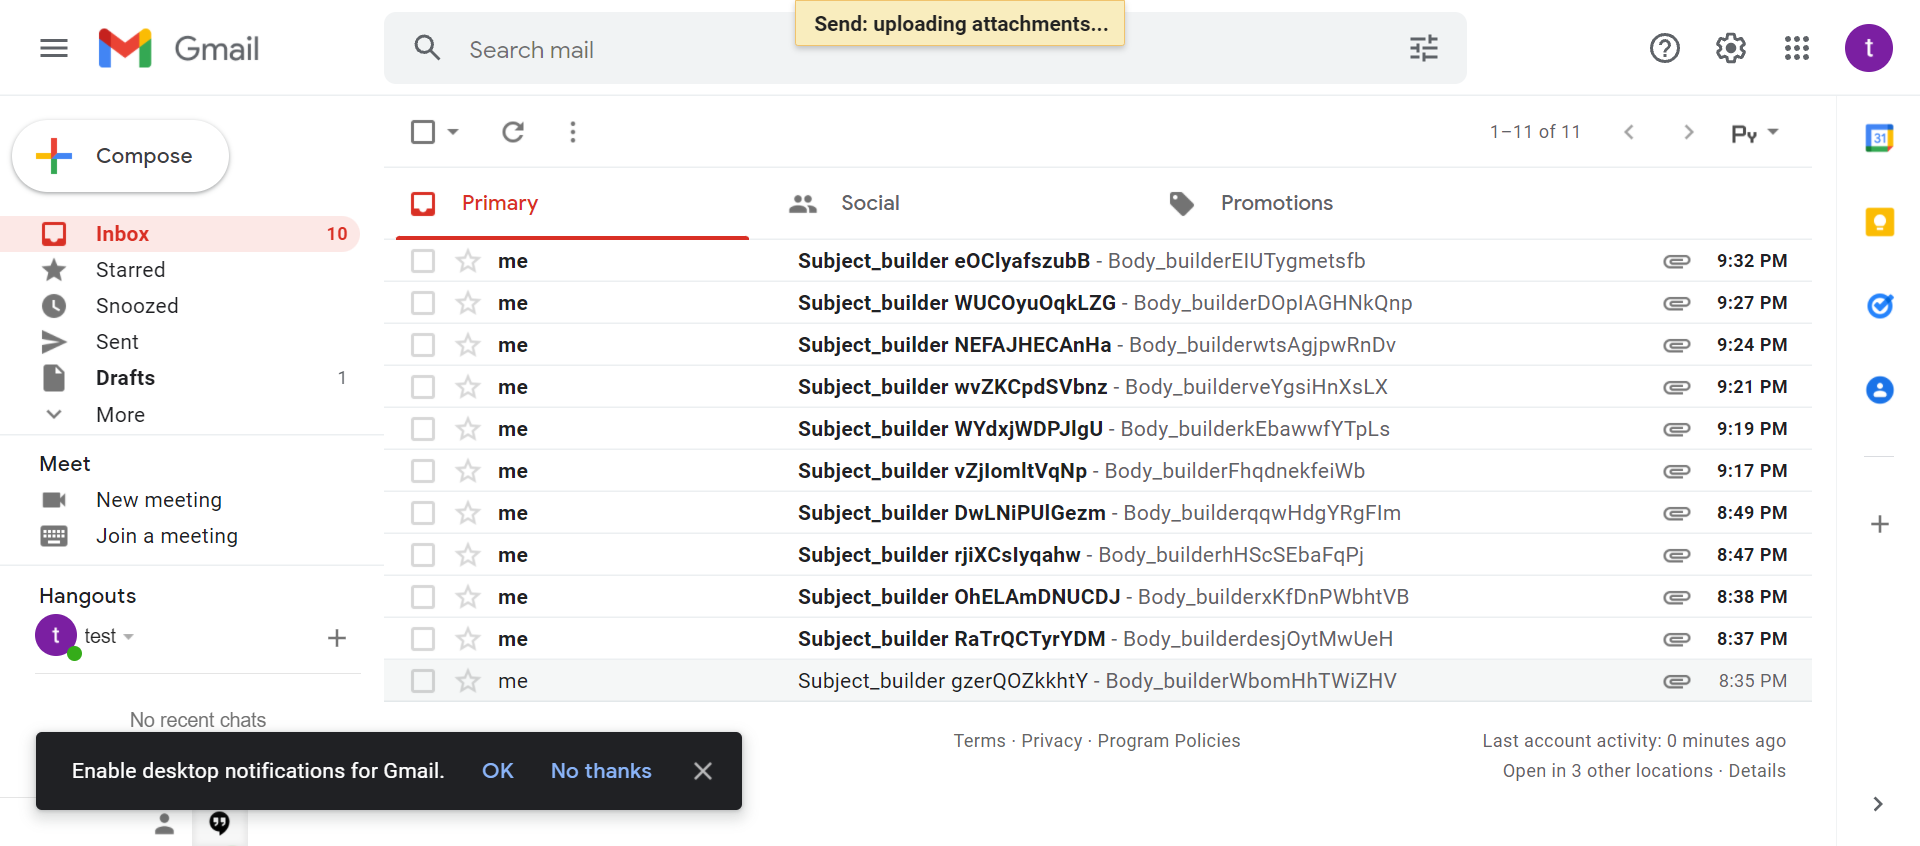 Send: uploading attachments...
Gmail
Search mail
t
Compose
1–11 of 11
Py
31
Primary
Social
Promotions
Inbox 10
Starred
Snoozed
Sent
Drafts 1
More
Meet
New meeting
Join a meeting
Hangouts
t test
No recent chats
me Subject_builder eOClyafszubB - Body_builderEIUTygmetsfb 9:32 PM
me Subject_builder WUCOyuOqkLZG - Body_builderDOpIAGHNkQnp 9:27 PM
me Subject_builder NEFAJHECAnHa - Body_builderwtsAgjpwRnDv 9:24 PM
me Subject_builder wvZKCpdSVbnz - Body_builderveYgsiHnXsLX 9:21 PM
me Subject_builder WYdxjWDPJlgU - Body_builderkEbawwfYTpLs 9:19 PM
me Subject_builder vZjIomltVqNp - Body_builderFhqdnekfeiWb 9:17 PM
me Subject_builder DwLNiPUlGezm - Body_builderqqwHdgYRgFIm 8:49 PM
me Subject_builder rjiXCsIyqahw - Body_builderhHScSEbaFqPj 8:47 PM
me Subject_builder OhELAmDNUCDJ - Body_builderxKfDnPWbhtVB 8:38 PM
me Subject_builder RaTrQCTyrYDM - Body_builderdesjOytMwUeH 8:37 PM
me Subject_builder gzerQOZkkhtY - Body_builderWbomHhTWiZHV 8:35 PM
Terms · Privacy · Program Policies
Last account activity: 0 minutes ago
Open in 3 other locations · Details
Enable desktop notifications for Gmail. OK No thanks